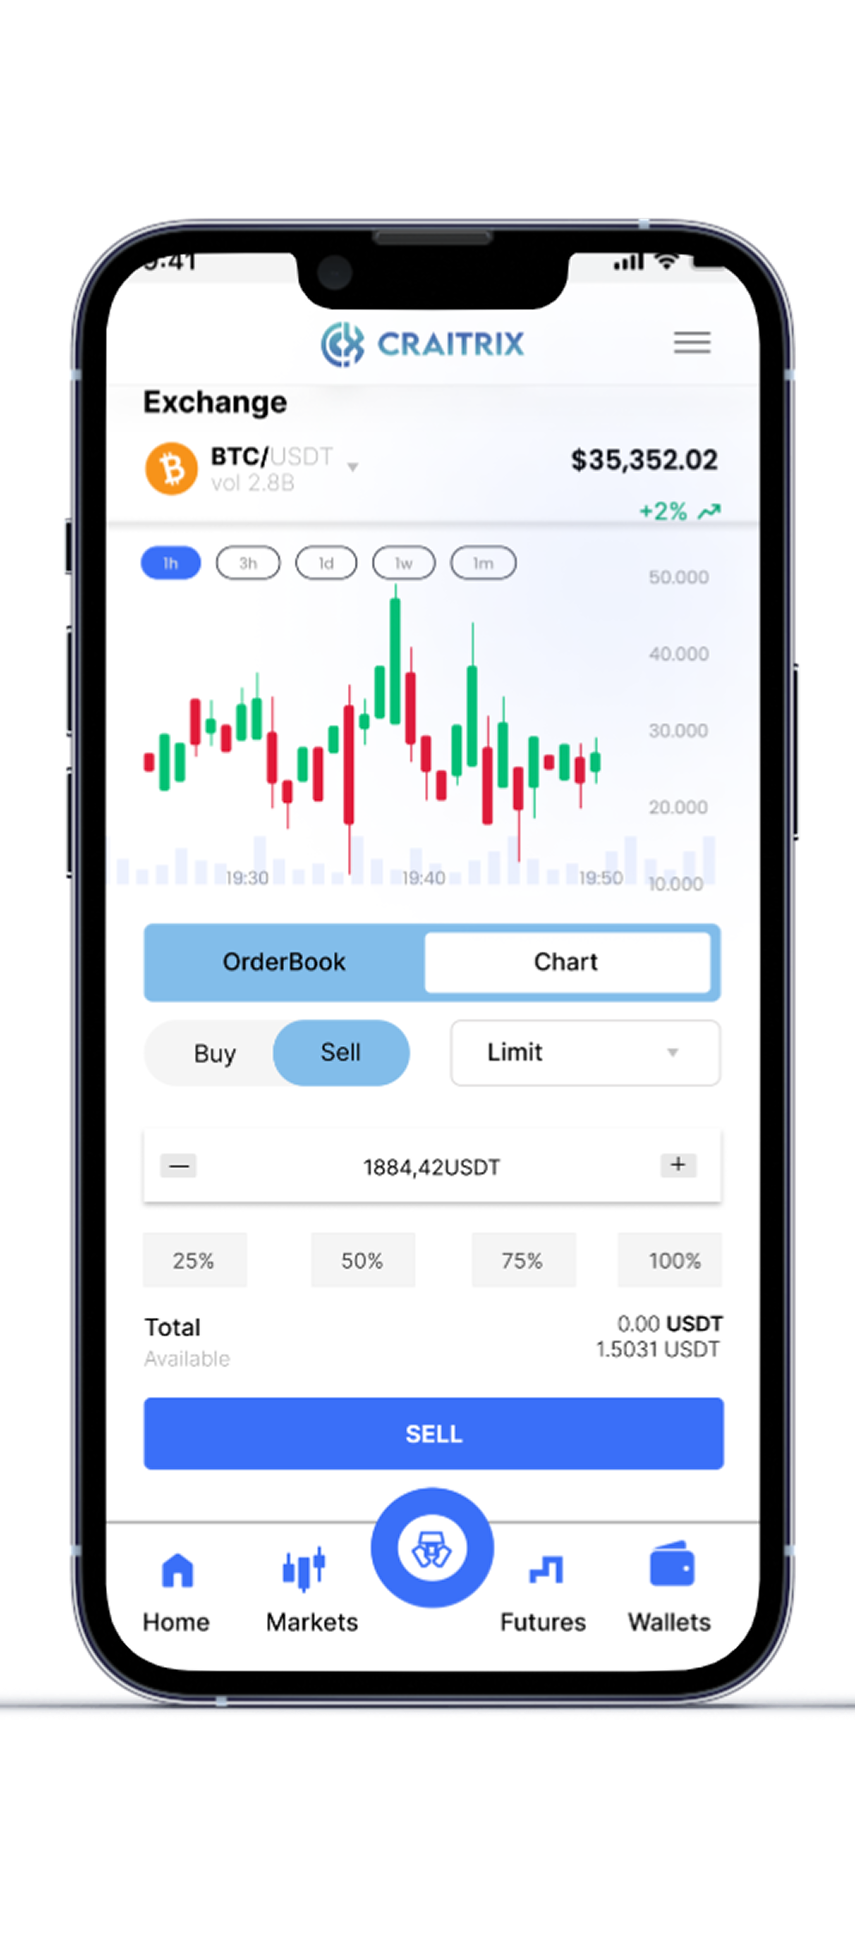 9:41
CRAITRIX
Exchange
BTC/USDT
vol 2.8B
$35,352.02
+2%
1h 3h 1d 1w 1m
50.000
40.000
30.000
20.000
19:30 19:40 19:50 10.000
OrderBook Chart
Buy Sell Limit
— 1884,42USDT +
25% 50% 75% 100%
Total 0.00 USDT
Available 1.5031 USDT
SELL
Home Markets Futures Wallets